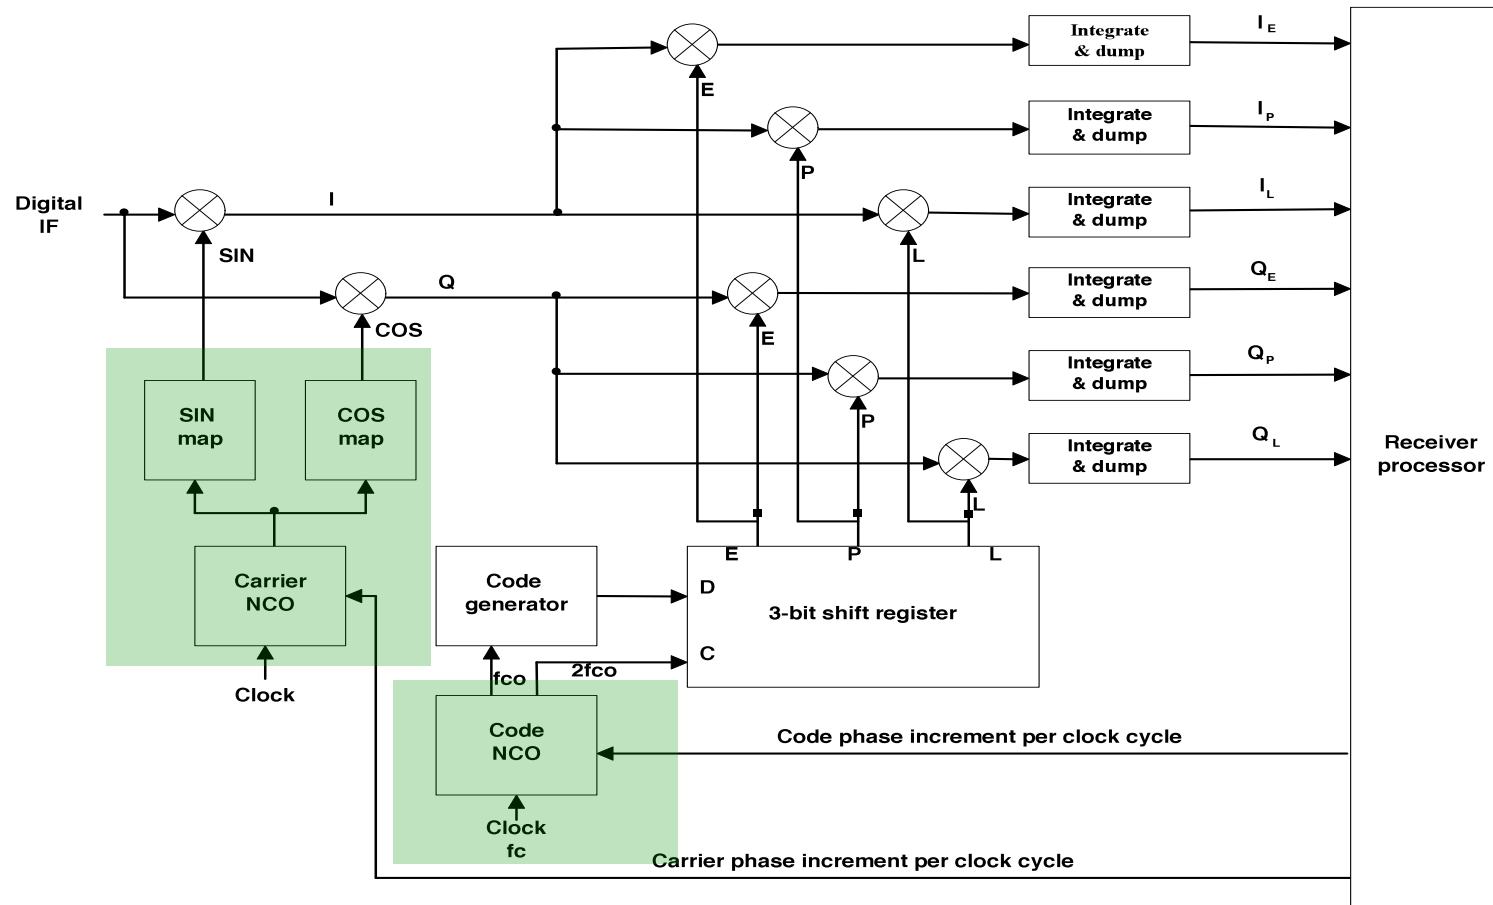 Integrate
& dump
I E
E
Integrate
& dump
I P
P
Digital
IF
I
Integrate
& dump
I L
SIN
L
Q
Integrate
& dump
Q E
COS
E
Integrate
& dump
Q P
SIN
map
COS
map
P
Integrate
& dump
Q L
Receiver
processor
L
E
P
L
Carrier
NCO
Code
generator
D
3-bit shift register
C
Clock
fco
2fco
Code
NCO
Code phase increment per clock cycle
Clock
fc
Carrier phase increment per clock cycle